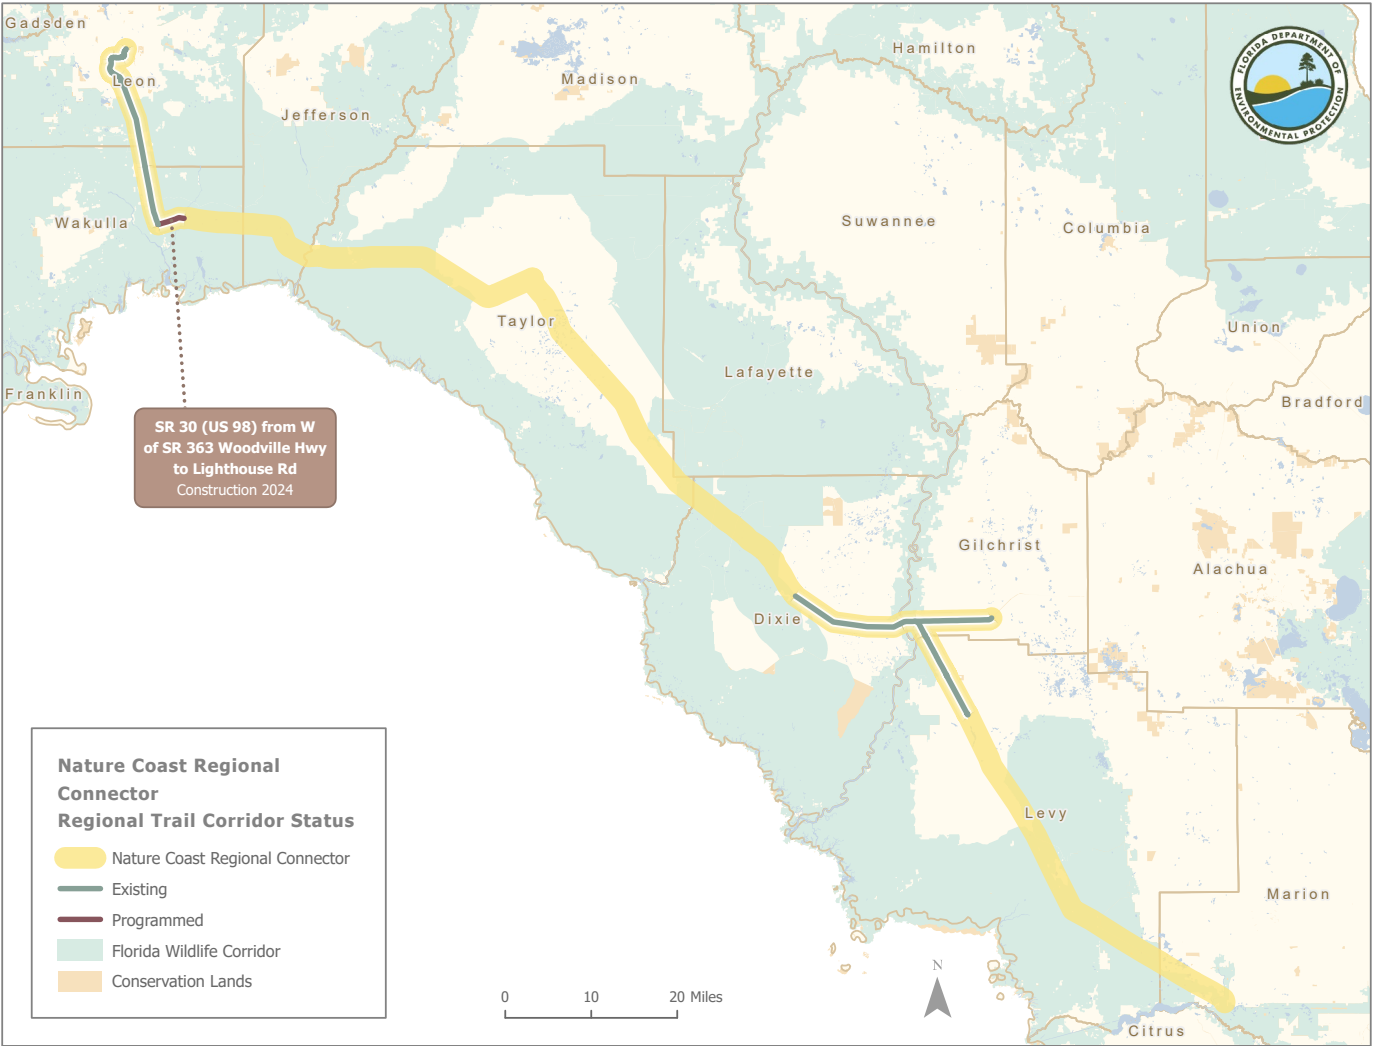 Gadsden
Leon
Jefferson
Madison
Hamilton
FLORIDA DEPARTMENT OF
ENVIRONMENTAL PROTECTION
Wakulla
Suwannee
Columbia
Taylor
Union
Lafayette
Franklin
Bradford
SR 30 (US 98) from W
of SR 363 Woodville Hwy
to Lighthouse Rd
Construction 2024
Gilchrist
Alachua
Dixie
Levy
Marion
Citrus
Nature Coast Regional
Connector
Regional Trail Corridor Status
Nature Coast Regional Connector
Existing
Programmed
Florida Wildlife Corridor
Conservation Lands
0 10 20 Miles
N